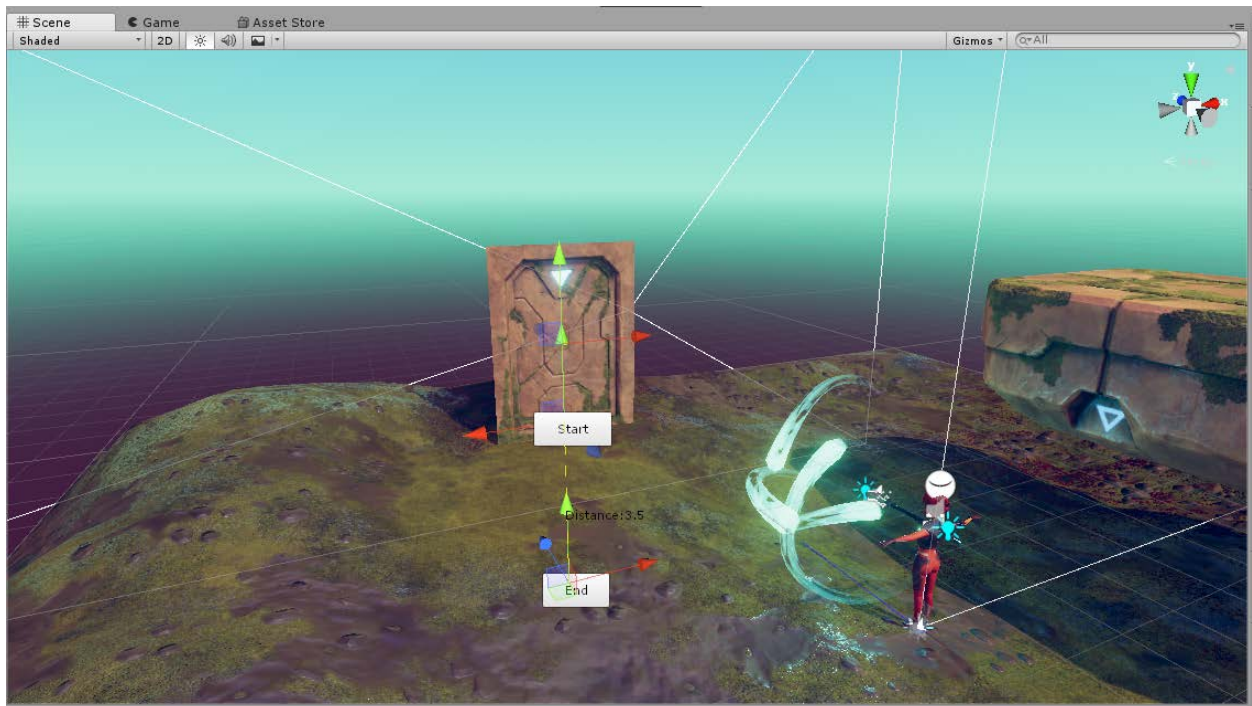 Scene
Game
Asset Store
Shaded
2D
Gizmos
All
y
x
z
Start
Distance:3.5
End